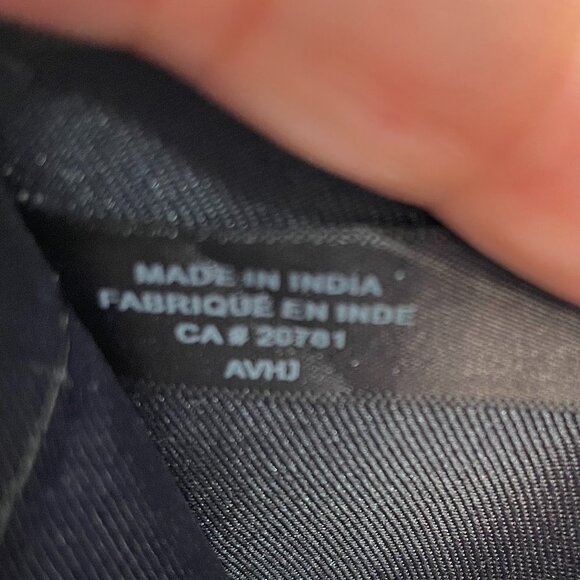 MADE IN INDIA
FABRIQUÉ EN INDE
CA # 20781
AVHJ